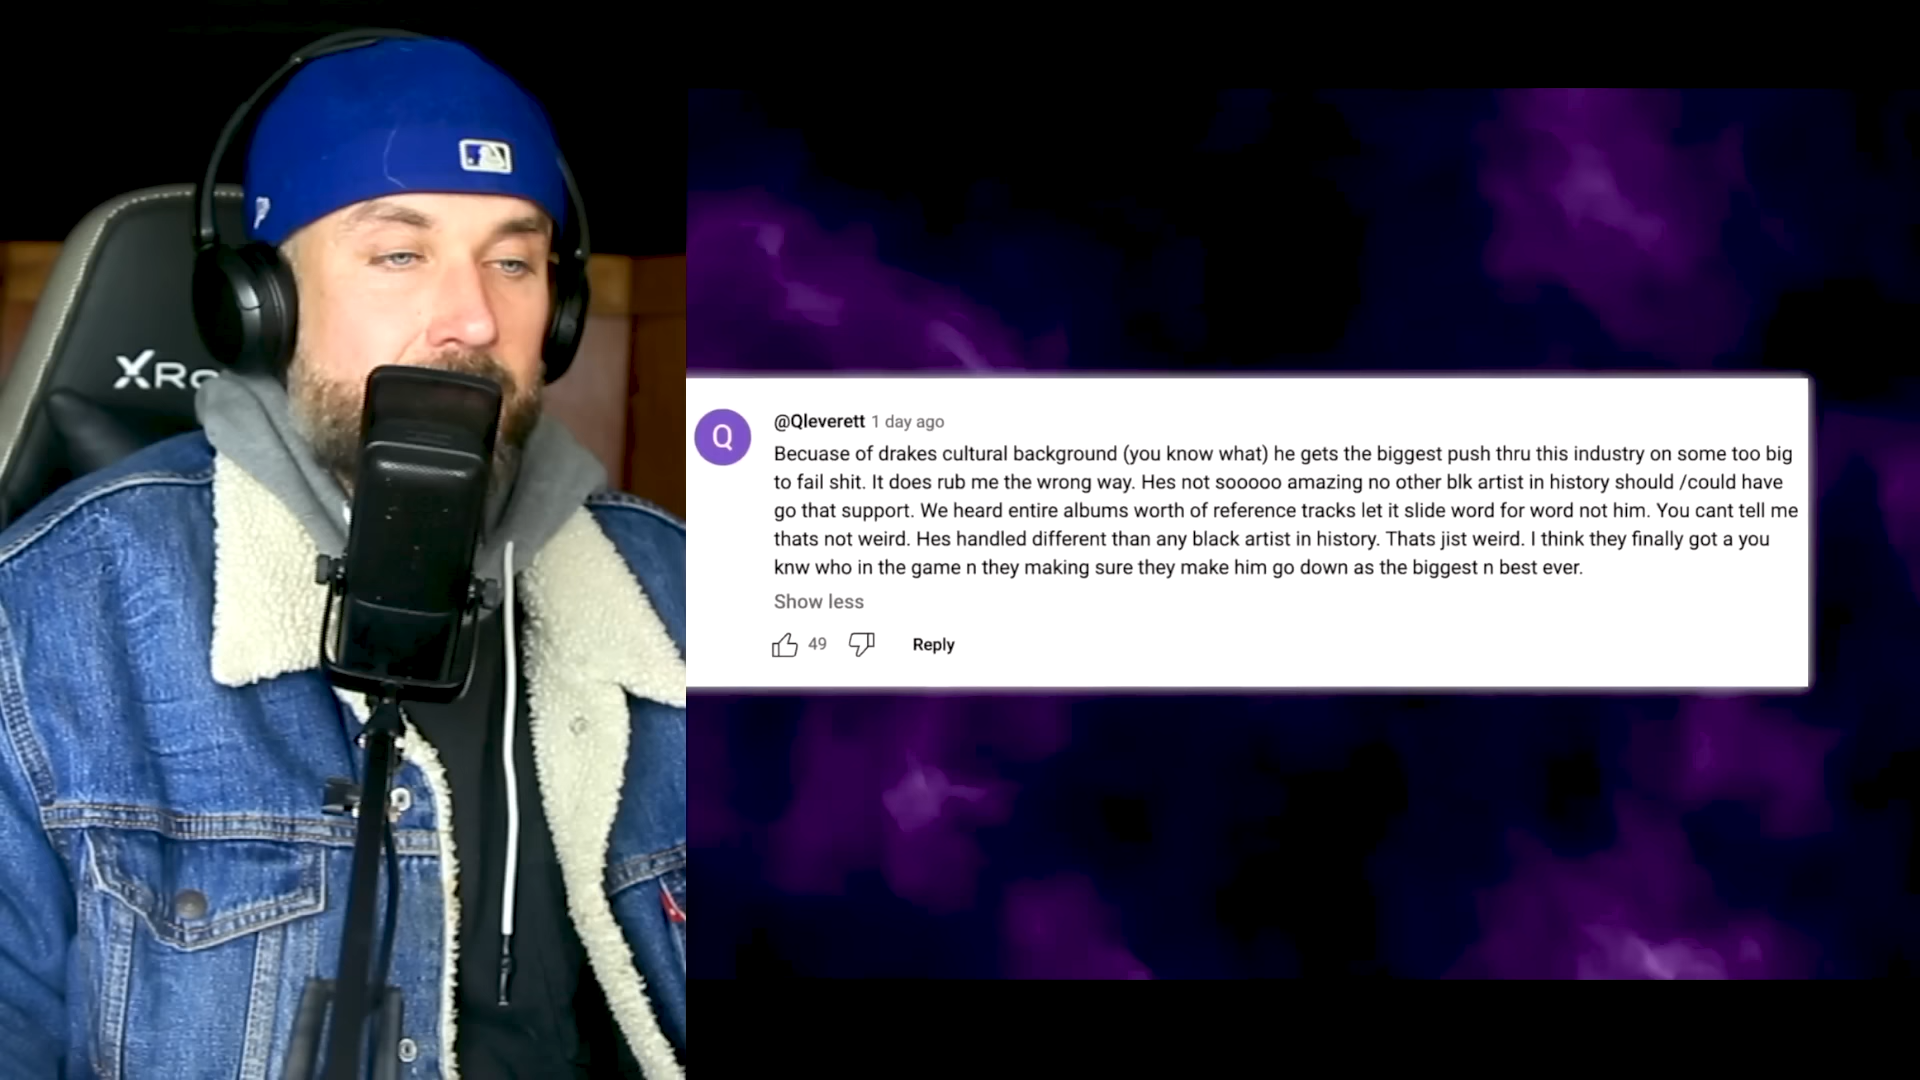 XRO
Q
@Qleverett 1 day ago
Becuase of drakes cultural background (you know what) he gets the biggest push thru this industry on some too big
to fail shit. It does rub me the wrong way. Hes not sooooo amazing no other blk artist in history should /could have
go that support. We heard entire albums worth of reference tracks let it slide word for word not him. You cant tell me
thats not weird. Hes handled different than any black artist in history. Thats jist weird. I think they finally got a you
knw who in the game n they making sure they make him go down as the biggest n best ever.
Show less
49
Reply